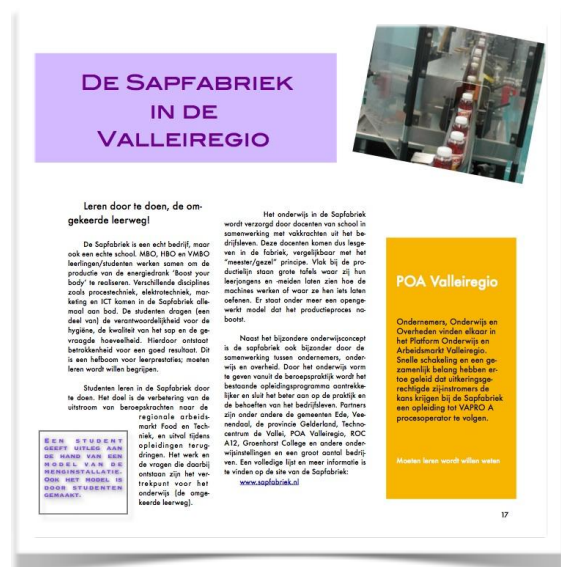 DE SAPFABRIEK
IN DE
VALLEIREGIO
Leren door te doen, de om-
gekeerde leerweg!
De Sapfabriek is een echt bedrijf, maar
ook een echte school. MBO, HBO en VMBO
leerlingen/studenten werken samen om de
productie van de energiedrank 'Boost your
body' te realiseren. Verschillende disciplines
zoals procestechniek, elektrotechniek, mar-
keting en ICT komen in de Sapfabriek alle-
maal aan bod. De studenten dragen (een
deel van) de verantwoordelijkheid voor de
hygiëne, de kwaliteit van het sap en de ge-
vraagde hoeveelheid. Hierdoor ontstaat
betrokkenheid voor een goed resultaat. Dit
is een hefboom voor leerprestaties; moeten
leren wordt willen begrijpen.
Studenten leren in de Sapfabriek door
te doen. Het doel is de verbetering van de
uitstroom van beroepskrachten naar de
regionale arbeids-
markt Food en Tech-
niek, en uitval tijdens
opleidingen terug-
dringen. Het werk en
de vragen die daarbij
ontstaan zijn het ver-
trekpunt voor het
onderwijs (de omge-
keerde leerweg).
EEN STUDENT
GEEFT UITLEG AAN
DE HAND VAN EEN
MODEL VAN DE
MENGINSTALLATIE.
OOK HET MODEL IS
DOOR STUDENTEN
GEMAAKT.
Het onderwijs in de Sapfabriek
wordt verzorgd door docenten van school in
samenwerking met vakkrachten uit het be-
drijfsleven. Deze docenten komen dus lesge-
ven in de fabriek, vergelijkbaar met het
"meester/gezel" principe. Vlak bij de pro-
ductielijn staan grote tafels waar zij hun
leerjongens en -meiden laten zien hoe de
machines werken of waar ze hen iets laten
oefenen. Er staat onder meer een openge-
werkt model dat het productieproces na-
bootst.
Naast het bijzondere onderwijsconcept
is de sapfabriek ook bijzonder door de
samenwerking tussen ondernemers, onder-
wijs en overheid. Door het onderwijs vorm
te geven vanuit de beroepspraktijk wordt het
bestaande opleidingsprogramma aantrekke-
lijker en sluit het beter aan op de praktijk en
de behoeften van het bedrijfsleven. Partners
zijn onder andere de gemeenten Ede, Vee-
nendaal, de provincie Gelderland, Techno-
centrum de Vallei, POA Valleiregio, ROC
A12, Groenhorst College en andere onder-
wijsinstellingen en een groot aantal bedrij-
ven. Een volledige lijst en meer informatie is
te vinden op de site van de Sapfabriek:
www.sapfabriek.nl
POA Valleiregio
Ondernemers, Onderwijs en
Overheden vinden elkaar in
het Platform Onderwijs en
Arbeidsmarkt Valleiregio.
Snelle schakeling en een ge-
zamenlijk belang hebben er-
toe geleid dat uitkeringsge-
rechtigde zij-instromers de
kans krijgen bij de Sapfabriek
een opleiding tot VAPRO A
procesoperator te volgen.
Moeten leren wordt willen weten
17